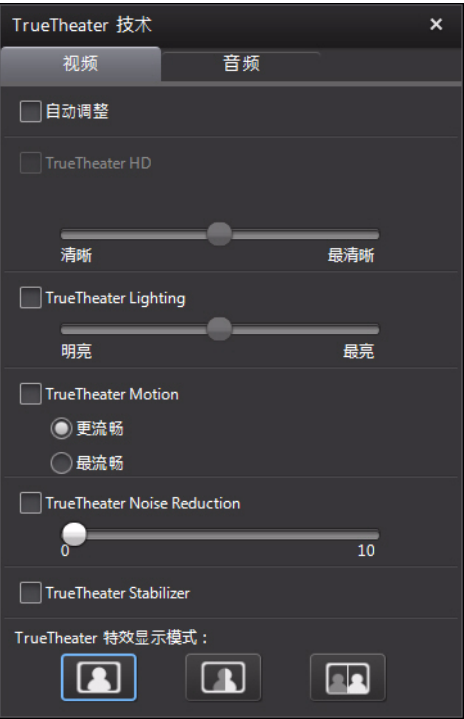 TrueTheater 技术
视频 音频
自动调整
TrueTheater HD
清晰 最清晰
TrueTheater Lighting
明亮 最亮
TrueTheater Motion
更流畅
最流畅
TrueTheater Noise Reduction
0 10
TrueTheater Stabilizer
TrueTheater 特效显示模式：